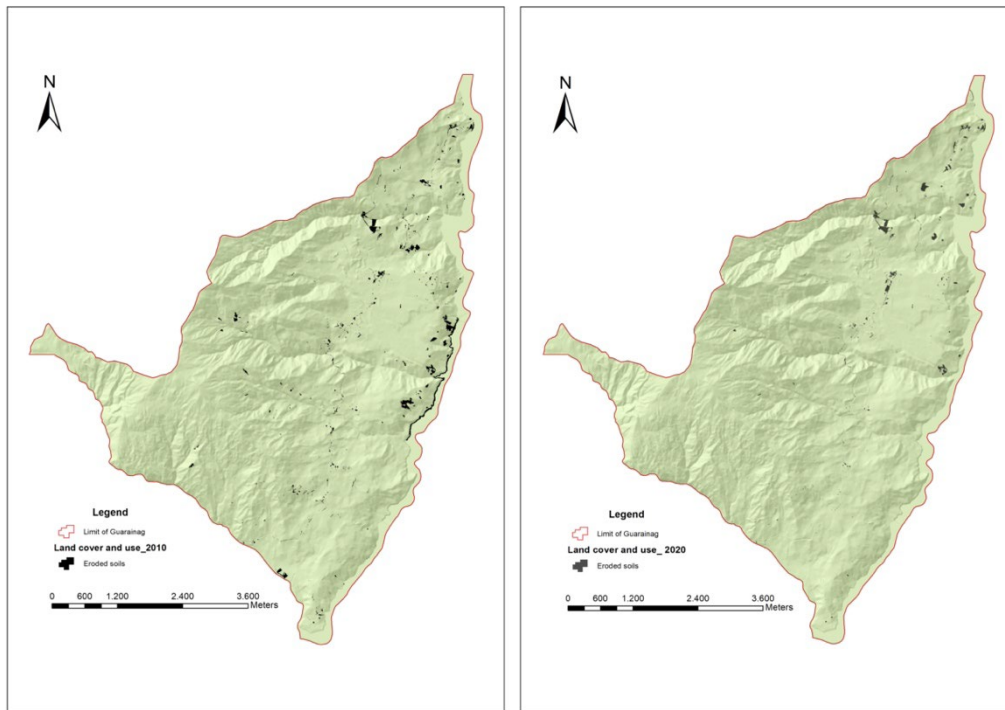 N
Legend
Limit of Guarainag
Land cover and use_2010
Eroded soils
0 600 1.200 2.400 3.600
Meters
N
Legend
Limit of Guarainag
Land cover and use_ 2020
Eroded soils
0 600 1.200 2.400 3.600
Meters